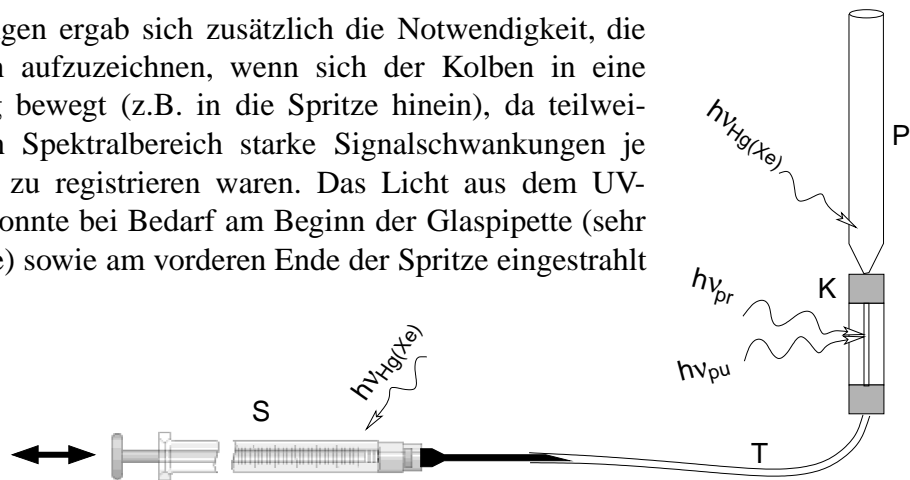 gen ergab sich zusätzlich die Notwendigkeit, die
aufzuzeichnen, wenn sich der Kolben in eine
bewegt (z.B. in die Spritze hinein), da teilwei-
Spektralbereich starke Signalschwankungen je
zu registrieren waren. Das Licht aus dem UV-
onnte bei Bedarf am Beginn der Glaspipette (sehr
e) sowie am vorderen Ende der Spritze eingestrahlt
hνHg(Xe)
P
K
hνpr
hνpu
hνHg(Xe)
S
T